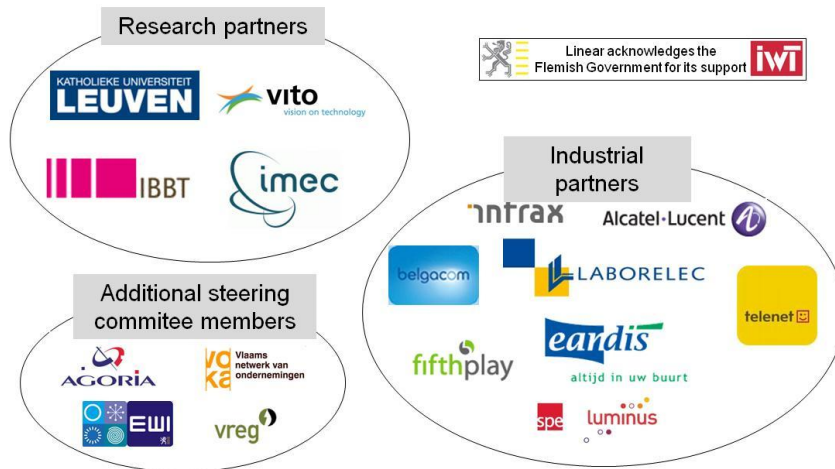 Research partners
KATHOLIEKE UNIVERSITEIT
LEUVEN
vito
vision on technology
IBBT
imec
Linear acknowledges the
Flemish Government for its support
iWT
Industrial
partners
Alcatel·Lucent
belgacom
LABORELEC
telenet
eandis
altijd in uw buurt
fifthplay
spe
luminus
Additional steering
commitee members
AGORIA
voka
Vlaams
netwerk van
ondernemingen
EWI
vreg